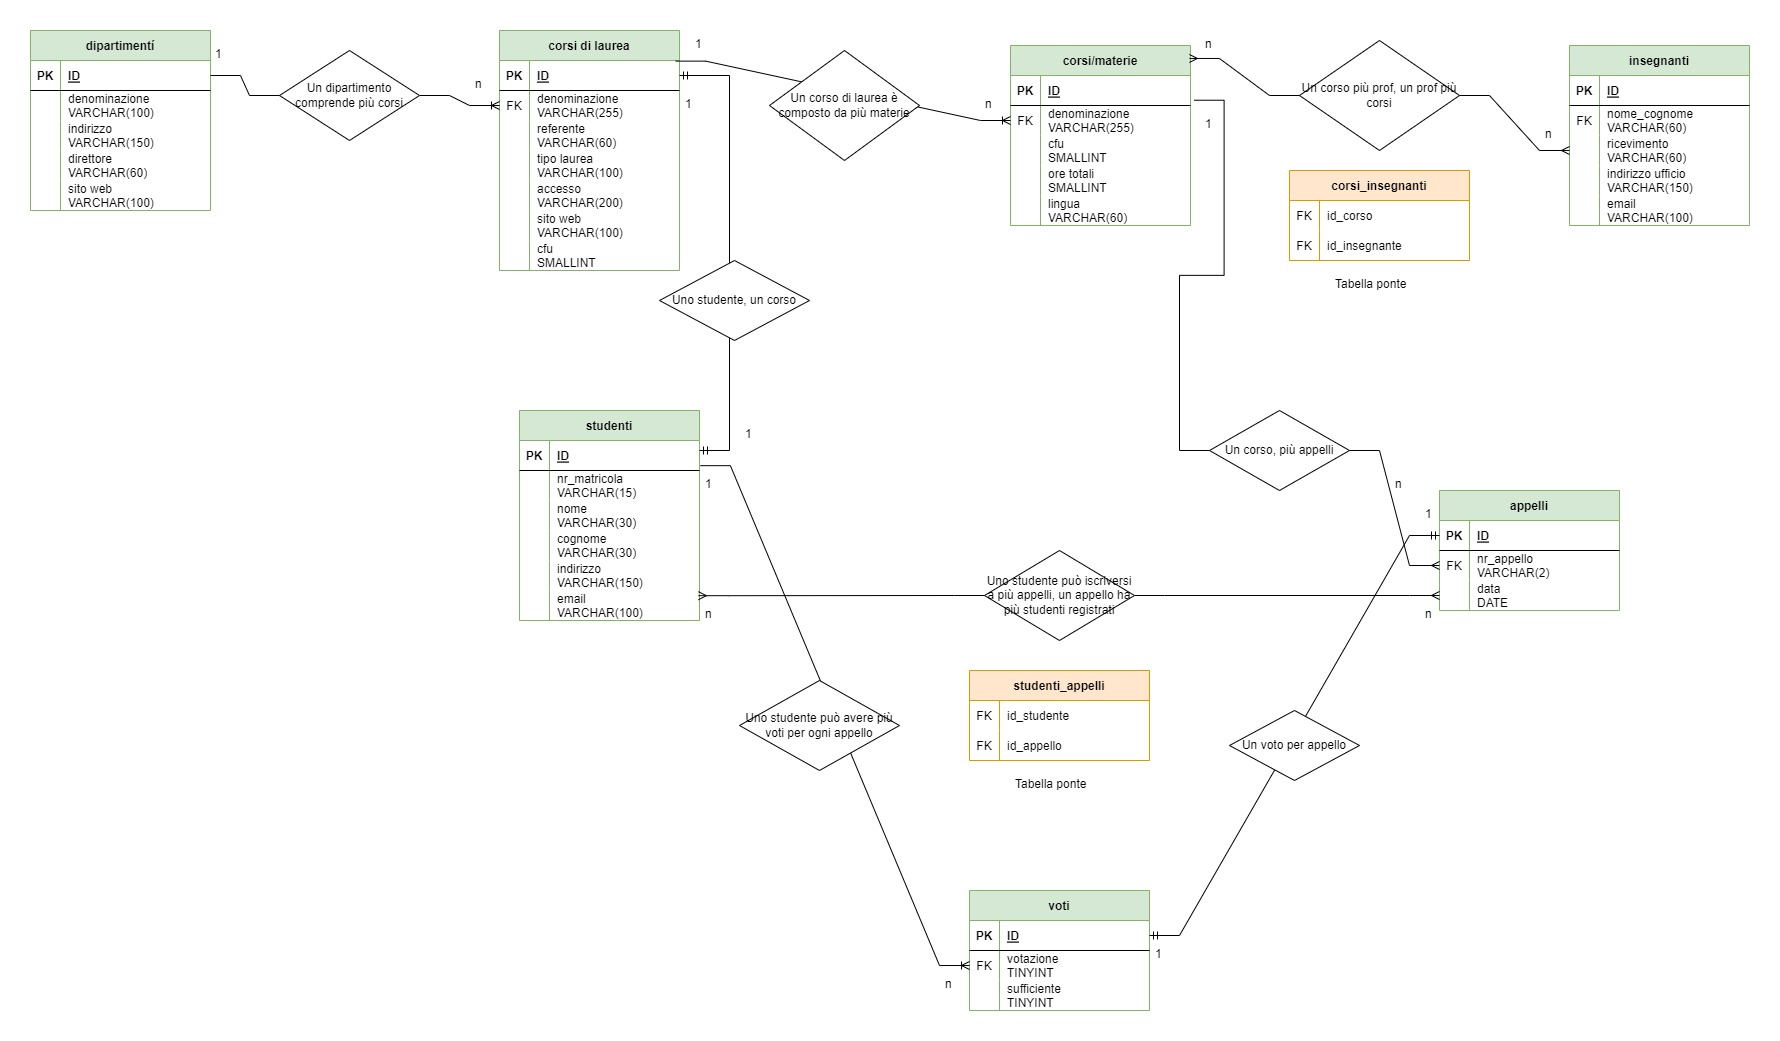 dipartimentí
PK ID
denominazione
VARCHAR(100)
indirizzo
VARCHAR(150)
direttore
VARCHAR(60)
sito web
VARCHAR(100)
1
Un dipartimento
comprende più corsi
n
corsi di laurea
PK ID
FK denominazione
VARCHAR(255)
referente
VARCHAR(60)
tipo laurea
VARCHAR(100)
accesso
VARCHAR(200)
sito web
VARCHAR(100)
cfu
SMALLINT
1
1
Un corso di laurea è
composto da più materie
n
corsi/materie
PK ID
FK denominazione
VARCHAR(255)
cfu
SMALLINT
ore totali
SMALLINT
lingua
VARCHAR(60)
n
1
Un corso più prof, un prof più
corsi
n
insegnanti
PK ID
FK nome_cognome
VARCHAR(60)
ricevimento
VARCHAR(60)
indirizzo ufficio
VARCHAR(150)
email
VARCHAR(100)
corsi_insegnanti
FK id_corso
FK id_insegnante
Tabella ponte
Uno studente, un corso
1
studenti
PK ID
nr_matricola
VARCHAR(15)
nome
VARCHAR(30)
cognome
VARCHAR(30)
indirizzo
VARCHAR(150)
email
VARCHAR(100)
1
n
Un corso, più appelli
n
1
appelli
PK ID
FK nr_appello
VARCHAR(2)
data
DATE
n
Uno studente può iscriversi
a più appelli, un appello ha
più studenti registrati
studenti_appelli
FK id_studente
FK id_appello
Tabella ponte
Uno studente può avere più
voti per ogni appello
Un voto per appello
voti
PK ID
FK votazione
TINYINT
sufficiente
TINYINT
1
n